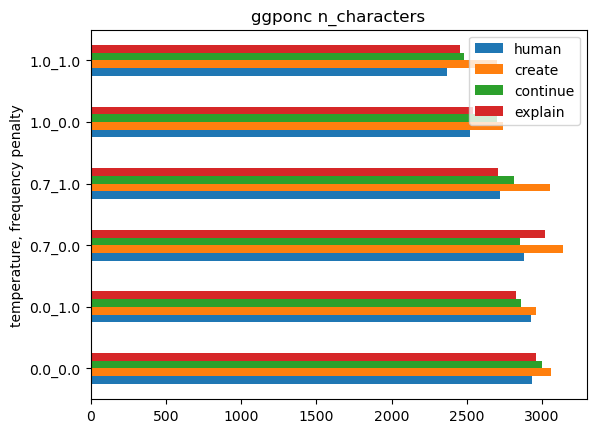 ggponc n_characters
human
create
continue
explain
temperature, frequency penalty
1.0_1.0
1.0_0.0
0.7_1.0
0.7_0.0
0.0_1.0
0.0_0.0
0 500 1000 1500 2000 2500 3000